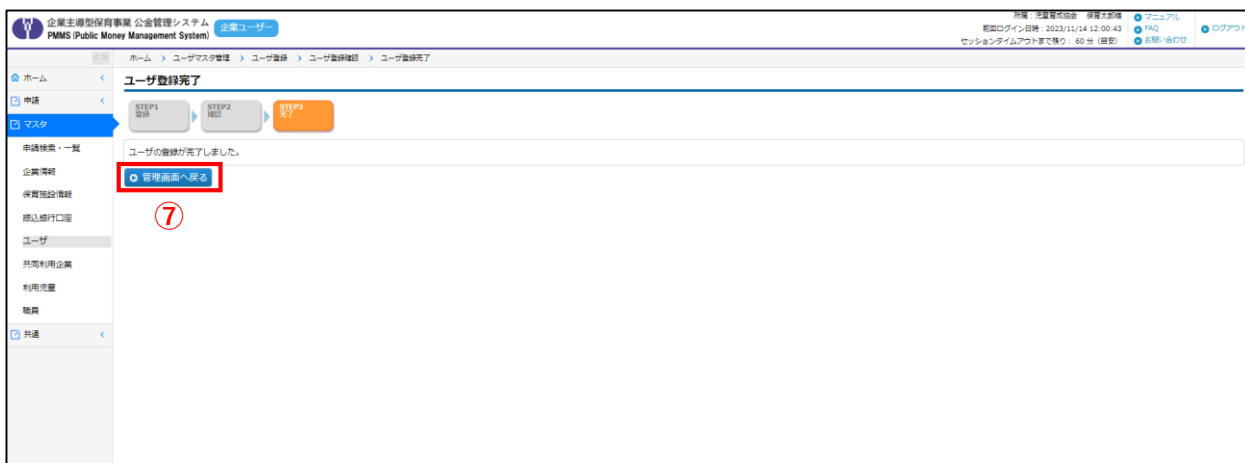 企業主導型保育事業 公金管理システム
PMMS (Public Money Management System)
企業ユーザー
所属：児童育成協会 保育太郎様
前回ログイン日時：2023/11/14 12:00:43
セッションタイムアウトまで残り： 60 分（目安）
マニュアル
FAQ
お問い合わせ
ログアウト
ホーム > ユーザマスタ管理 > ユーザ登録 > ユーザ登録確認 > ユーザ登録完了
ホーム
申請
マスタ
申請検索・一覧
企業情報
保育施設情報
振込銀行口座
ユーザ
共同利用企業
利用児童
職員
共通
ユーザ登録完了
STEP1
登録
STEP2
確認
STEP3
完了
ユーザの登録が完了しました。
管理画面へ戻る
⑦